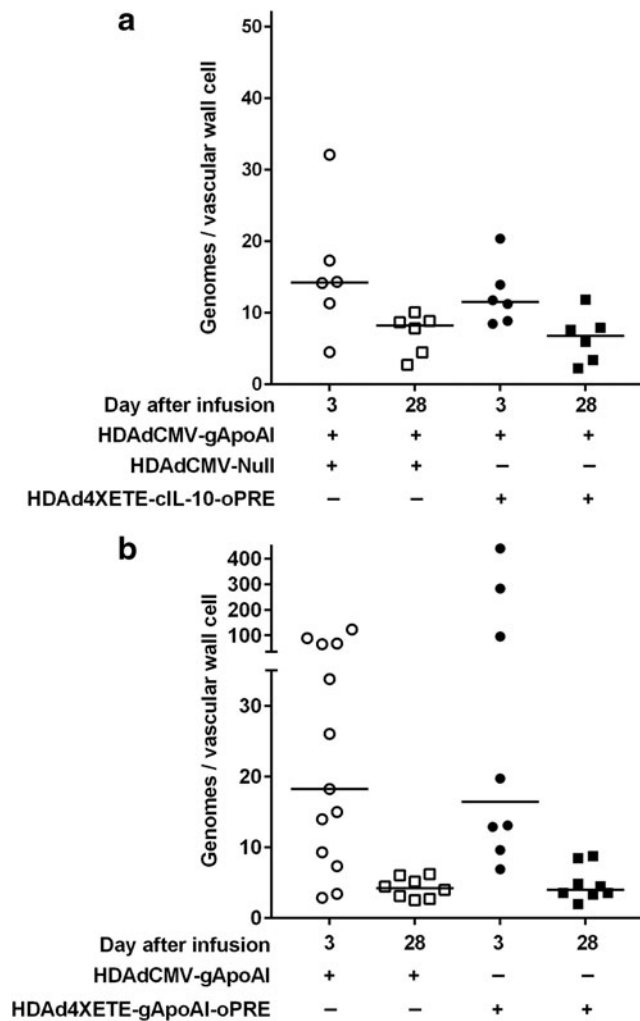 a
Genomes / vascular wall cell
50
40
30
20
10
0
Day after infusion 3 28 3 28
HDAdCMV-gApoAI + + + +
HDAdCMV-Null + + – –
HDAd4XETE-cIL-10-oPRE – – + +
b
Genomes / vascular wall cell
400
300
200
100
30
20
10
0
Day after infusion 3 28 3 28
HDAdCMV-gApoAI + + – –
HDAd4XETE-gApoAI-oPRE – – + +